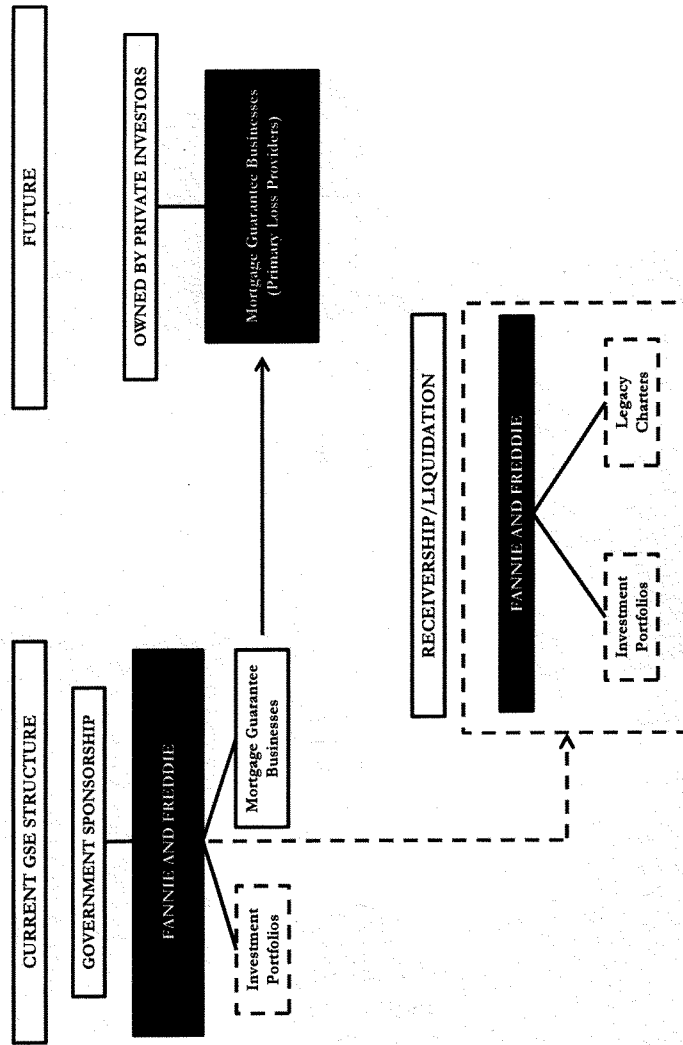 CURRENT GSE STRUCTURE
GOVERNMENT SPONSORSHIP
FANNIE AND FREDDIE
Investment
Portfolios
Mortgage Guarantee
Businesses
FUTURE
OWNED BY PRIVATE INVESTORS
Mortgage Guarantee Businesses
(Primary Loss Providers)
RECEIVERSHIP/LIQUIDATION
FANNIE AND FREDDIE
Investment
Portfolios
Legacy
Charters